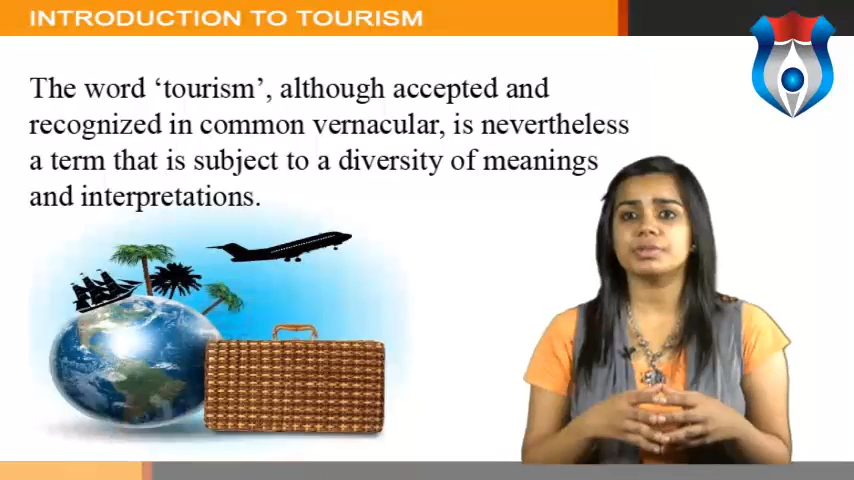 INTRODUCTION TO TOURISM
The word ‘tourism’, although accepted and
recognized in common vernacular, is nevertheless
a term that is subject to a diversity of meanings
and interpretations.